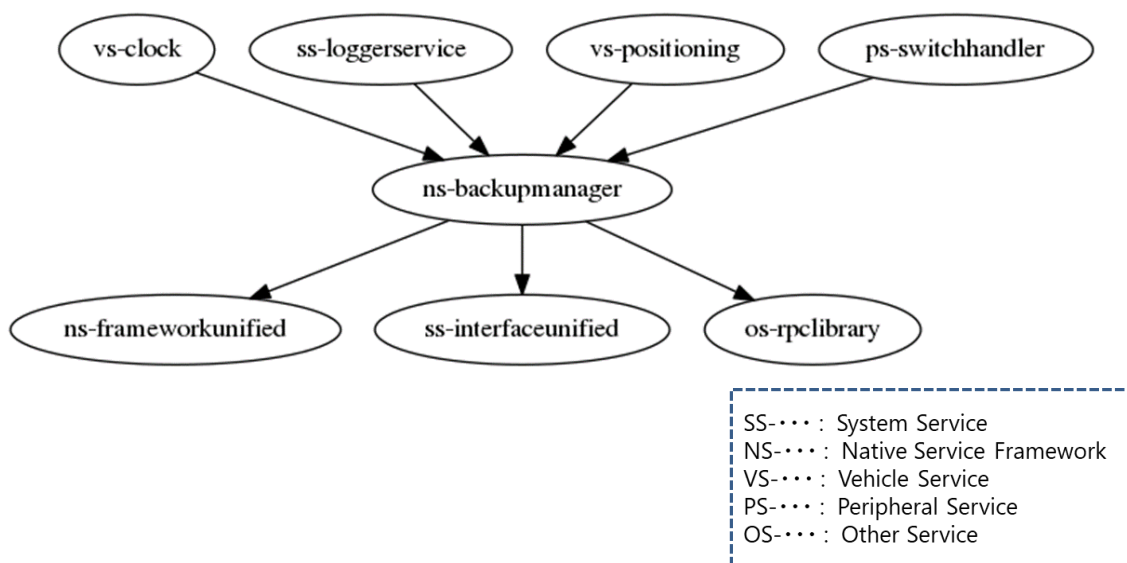 vs-clock
ss-loggerservice
vs-positioning
ps-switchhandler
ns-backupmanager
ns-frameworkunified
ss-interfaceunified
os-rpclibrary
SS-･･･ : System Service
NS-･･･ : Native Service Framework
VS-･･･ : Vehicle Service
PS-･･･ : Peripheral Service
OS-･･･ : Other Service